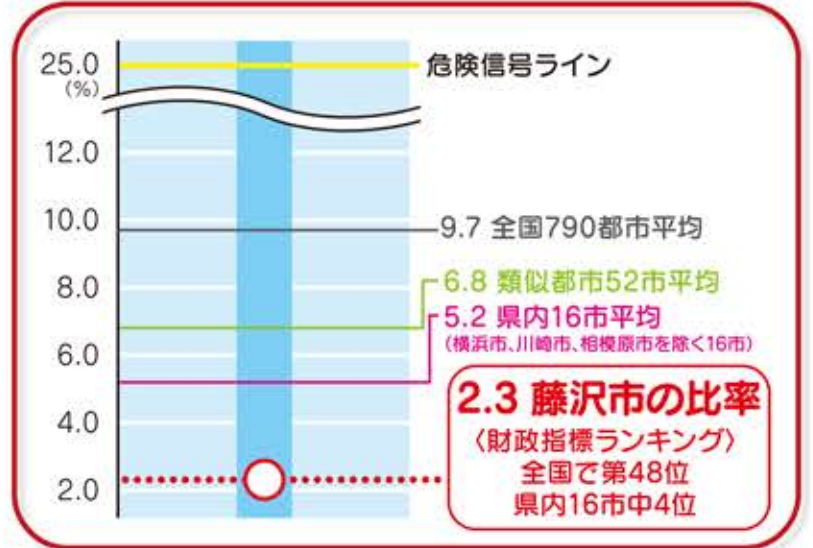 25.0
(%)
危険信号ライン
12.0
10.0
9.7 全国790都市平均
8.0
6.8 類似都市52市平均
5.2 県内16市平均
(横浜市、川崎市、相模原市を除く16市)
6.0
4.0
2.0
2.3 藤沢市の比率
〈財政指標ランキング〉
全国で第48位
県内16市中4位